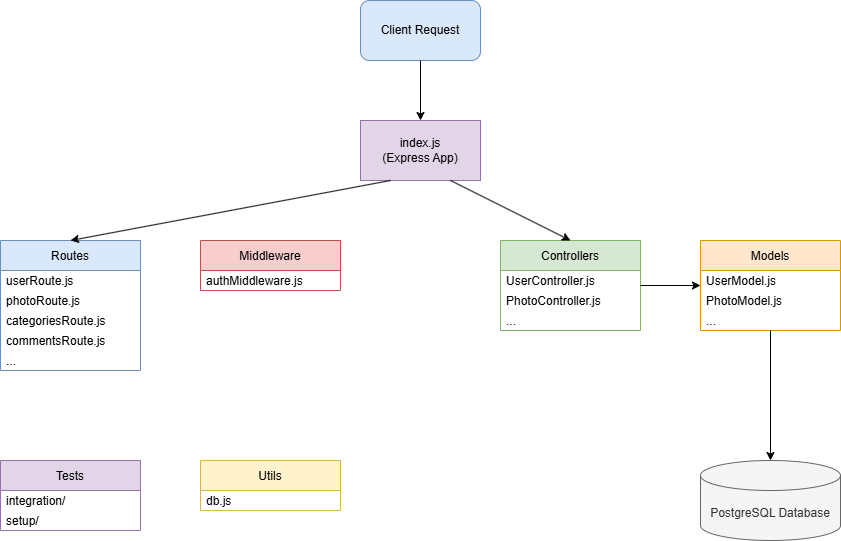 Client Request
index.js
(Express App)
Routes
userRoute.js
photoRoute.js
categoriesRoute.js
commentsRoute.js
...
Middleware
authMiddleware.js
Controllers
UserController.js
PhotoController.js
...
Models
UserModel.js
PhotoModel.js
...
Tests
integration/
setup/
Utils
db.js
PostgreSQL Database